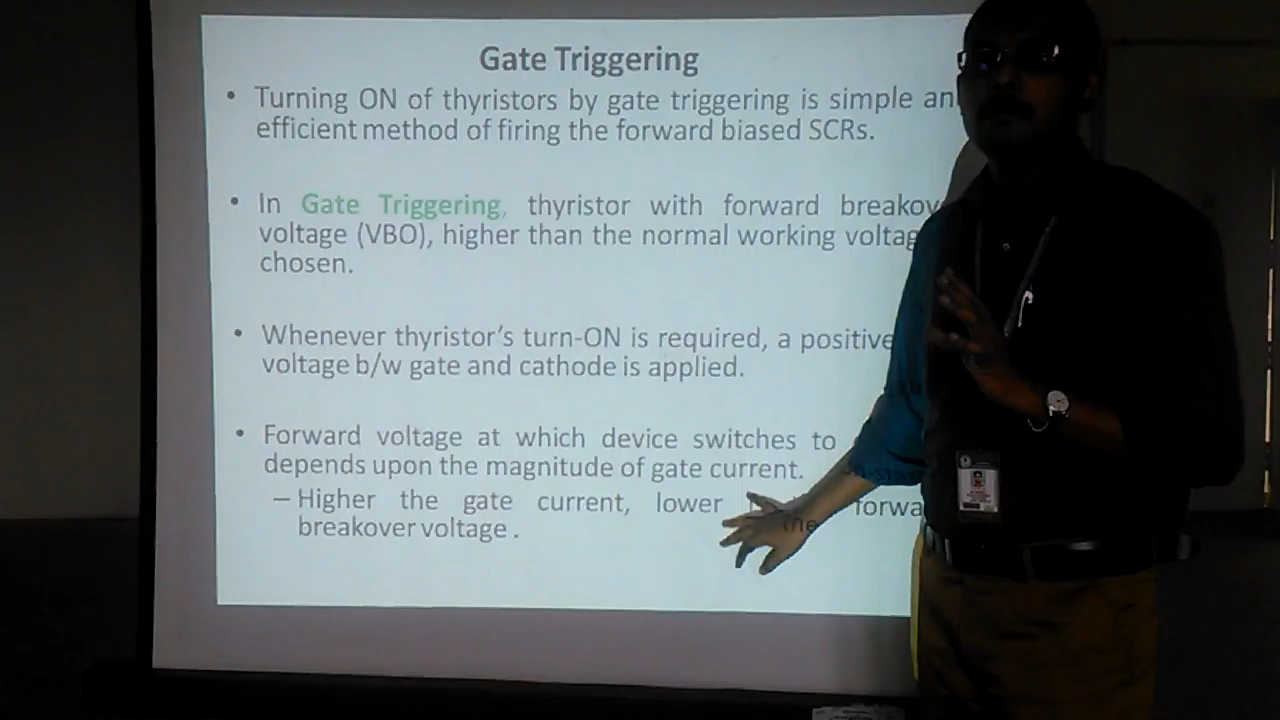 Gate Triggering
• Turning ON of thyristors by gate triggering is simple an
efficient method of firing the forward biased SCRs.
• In Gate Triggering, thyristor with forward breakov
voltage (VBO), higher than the normal working voltag
chosen.
• Whenever thyristor's turn-ON is required, a positive
voltage b/w gate and cathode is applied.
• Forward voltage at which device switches to
depends upon the magnitude of gate current.
– Higher the gate current, lower the forwa
breakover voltage .